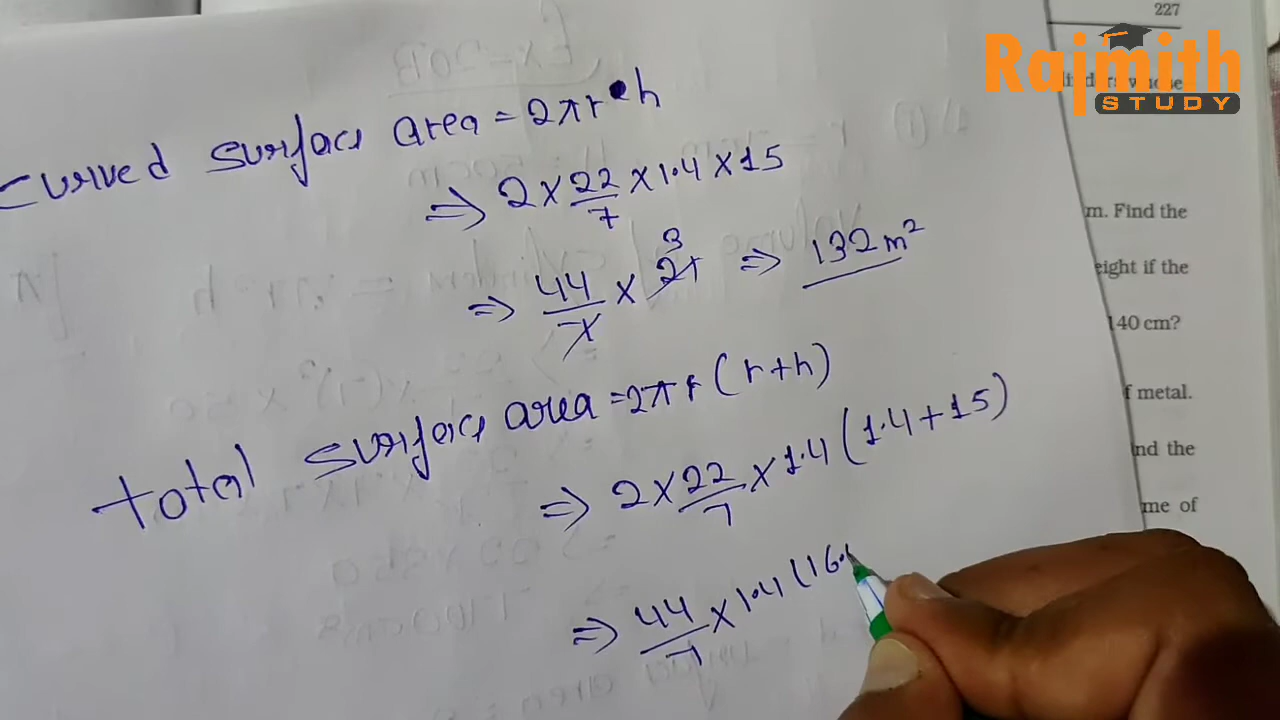 227
Rajmith
STUDY
curved surface area = 2πrh
⇒ 2 × 22/7 × 1.4 × 15
⇒ 44/7 × 21 3 ⇒ 132 m²
m. Find the
eight if the
140 cm?
Total surface area = 2πr (r+h)
f metal.
⇒ 2 × 22/7 × 1.4 (1.4 + 15)
nd the
me of
⇒ 44/7 × 1.4 (16.